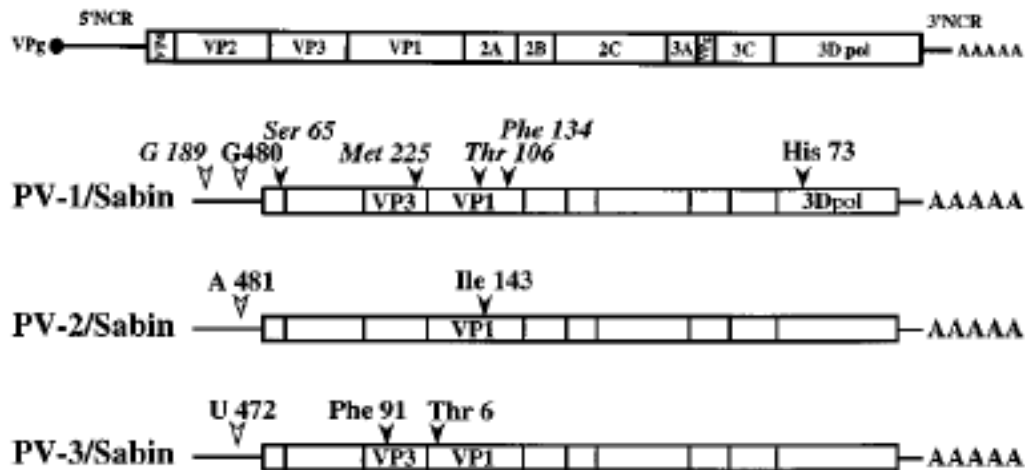 5'NCR 3'NCR
VPg VP4 VP2 VP3 VP1 2A 2B 2C 3A VPg 3C 3D pol AAAAA
Ser 65 Phe 134
G 189 G480 Met 225 Thr 106 His 73
PV-1/Sabin VP3 VP1 3Dpol AAAAA
A 481 Ile 143
PV-2/Sabin VP1 AAAAA
U 472 Phe 91 Thr 6
PV-3/Sabin VP3 VP1 AAAAA